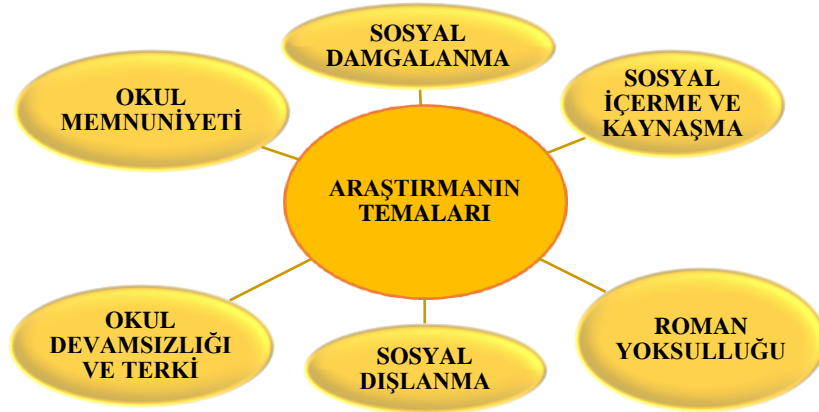 SOSYAL
DAMGALANMA
OKUL
MEMNUNİYETİ
SOSYAL
İÇERME VE
KAYNAŞMA
ARAŞTIRMANIN
TEMALARI
OKUL
DEVAMSIZLIĞI
VE TERKİ
SOSYAL
DIŞLANMA
ROMAN
YOKSULLUĞU